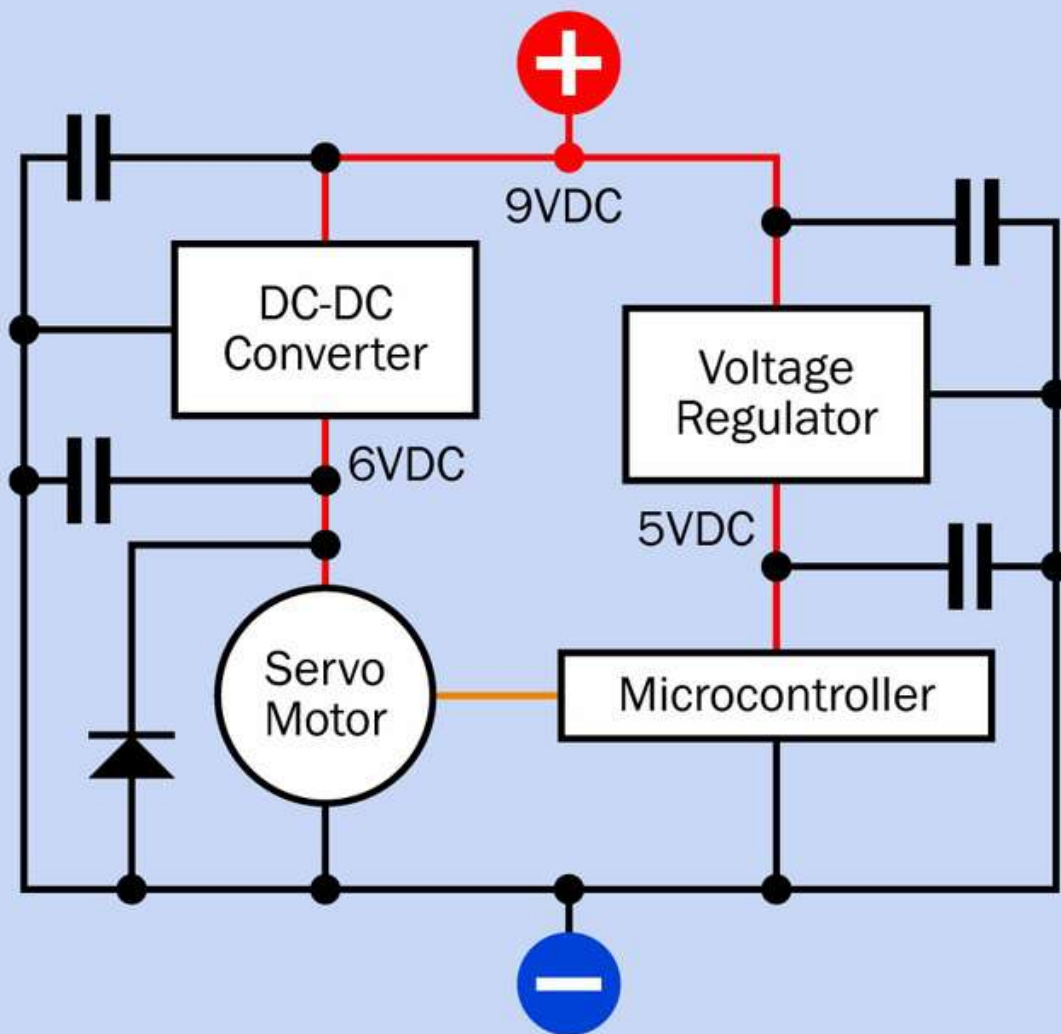 +
9VDC
DC-DC
Converter
Voltage
Regulator
6VDC
5VDC
Servo
Motor
Microcontroller
−